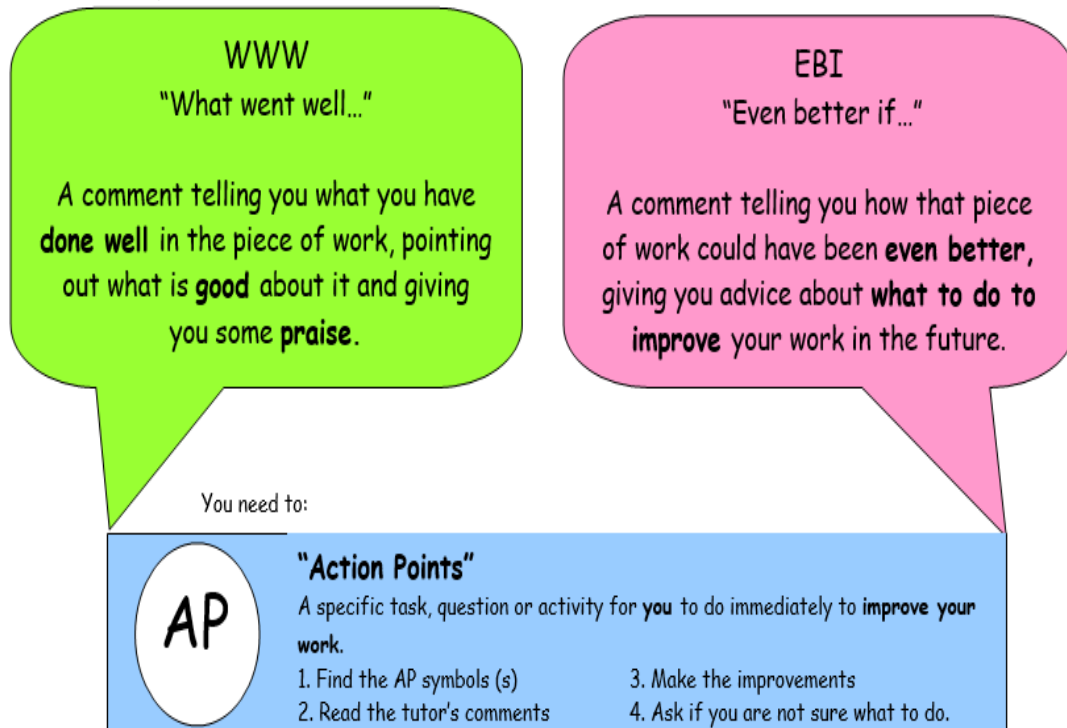 WWW
“What went well…”
A comment telling you what you have
done well in the piece of work, pointing
out what is good about it and giving
you some praise.
EBI
“Even better if…”
A comment telling you how that piece
of work could have been even better,
giving you advice about what to do to
improve your work in the future.
You need to:
AP
“Action Points”
A specific task, question or activity for you to do immediately to improve your
work.
1. Find the AP symbols (s)
2. Read the tutor’s comments
3. Make the improvements
4. Ask if you are not sure what to do.